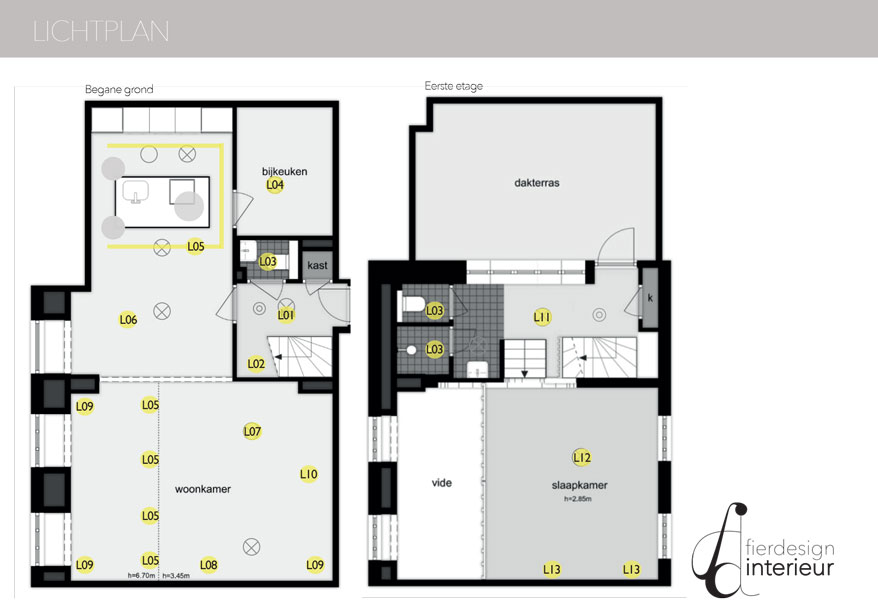 LICHTPLAN
Begane grond
Eerste etage
bijkeuken
L04
dakterras
L05
L03
kast
L06
L01
L02
k
L03
L11
L03
L09
L05
L07
L05
L10
woonkamer
L05
L05
L09
L08
L09
h=6.70m
h=3.45m
L12
vide
slaapkamer
h=2.85m
L13
L13
fierdesign
interieur